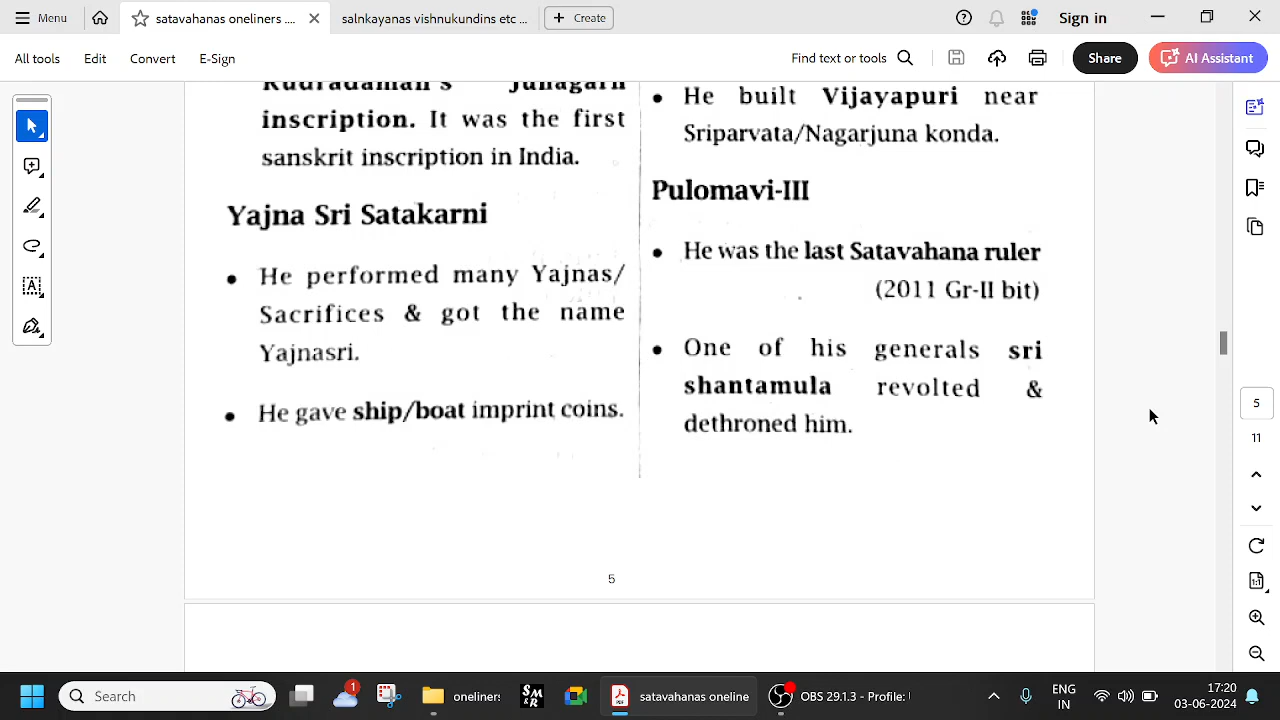 Menu
satavahanas oneliners ....
salnkayanas vishnukundins etc ...
Create
Sign in
All tools
Edit
Convert
E-Sign
Find text or tools
Share
AI Assistant
Rudradaman's Junagarh
inscription. It was the first
sanskrit inscription in India.
Yajna Sri Satakarni
• He performed many Yajnas/
Sacrifices & got the name
Yajnasri.
• He gave ship/boat imprint coins.
• He built Vijayapuri near
Sriparvata/Nagarjuna konda.
Pulomavi-III
• He was the last Satavahana ruler
(2011 Gr-II bit)
• One of his generals sri
shantamula revolted &
dethroned him.
5
5
11
1:1
Search
1
oneliners
SM
&R
satavahanas oneline
OBS 29.1.3 - Profile:
ENG
IN
17:20
03-06-2024